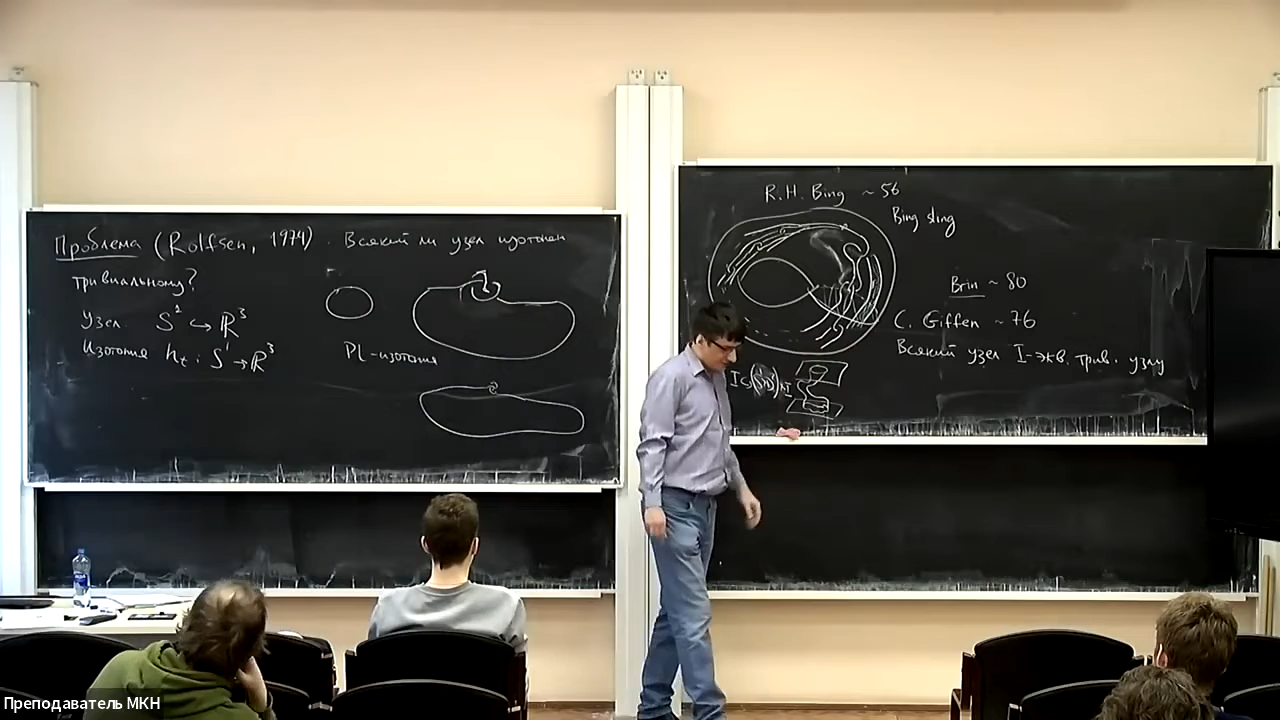 Проблема (Rolfsen, 1974). Всякий ли узел изотопен
тривиальному?
Узел. S¹ ↪ ℝ³
Изотопия hₜ : S¹ → ℝ³
PL-изотопия
R.H. Bing ~ 56
Bing sling
Brin ~ 80
C. Giffen ~ 76
Всякий узел I-экв. трив. узлу
Преподаватель МКН